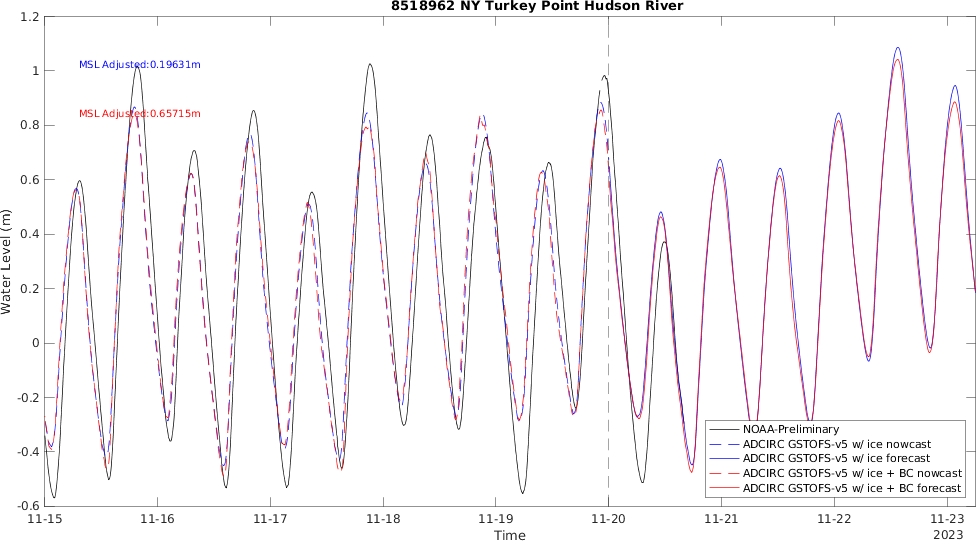 8518962 NY Turkey Point Hudson River
1.2
1
0.8
0.6
0.4
0.2
0
-0.2
-0.4
-0.6
Water Level (m)
MSL Adjusted:0.19631m
MSL Adjusted:0.65715m
NOAA-Preliminary
ADCIRC GSTOFS-v5 w/ ice nowcast
ADCIRC GSTOFS-v5 w/ ice forecast
ADCIRC GSTOFS-v5 w/ ice + BC nowcast
ADCIRC GSTOFS-v5 w/ ice + BC forecast
11-15 11-16 11-17 11-18 11-19 11-20 11-21 11-22 11-23
2023
Time